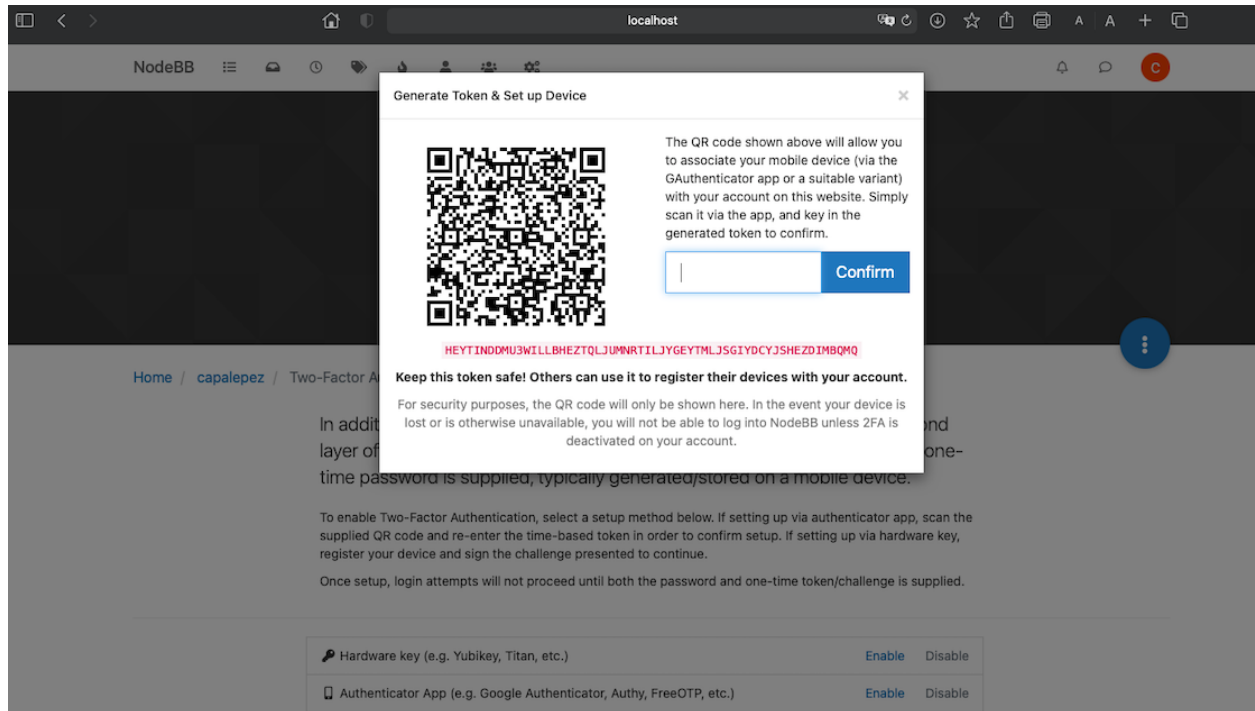 localhost
A A
NodeBB
C
Generate Token & Set up Device
The QR code shown above will allow you
to associate your mobile device (via the
GAuthenticator app or a suitable variant)
with your account on this website. Simply
scan it via the app, and key in the
generated token to confirm.
Confirm
HEYTINDDMU3WILLBHEZTQLJUMNRTILJYGEYTMLJSGIYDCYJSHEZDIMBQMQ
Keep this token safe! Others can use it to register their devices with your account.
For security purposes, the QR code will only be shown here. In the event your device is
lost or is otherwise unavailable, you will not be able to log into NodeBB unless 2FA is
deactivated on your account.
Home / capalepez / Two-Factor A
In addit
ond
layer of
one-
time password is supplied, typically generated/stored on a mobile device.
To enable Two-Factor Authentication, select a setup method below. If setting up via authenticator app, scan the
supplied QR code and re-enter the time-based token in order to confirm setup. If setting up via hardware key,
register your device and sign the challenge presented to continue.
Once setup, login attempts will not proceed until both the password and one-time token/challenge is supplied.
Hardware key (e.g. Yubikey, Titan, etc.) Enable Disable
Authenticator App (e.g. Google Authenticator, Authy, FreeOTP, etc.) Enable Disable